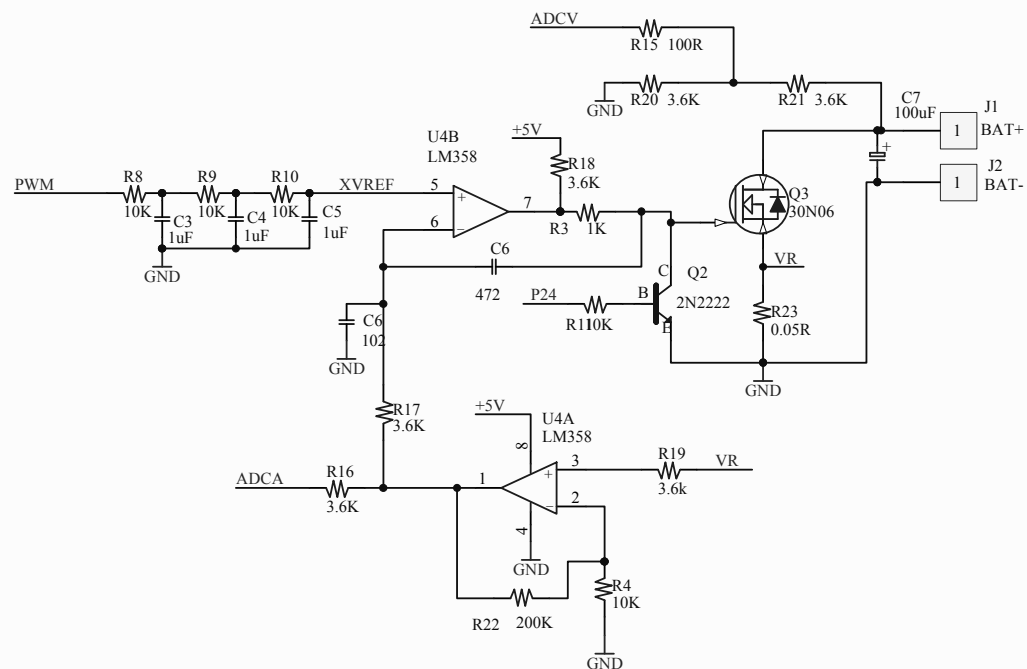 ADCV
R15 100R
R20 3.6K
R21 3.6K
GND
C7
100uF
J1
1
BAT+
J2
1
BAT-
+
U4B
LM358
+5V
R18
3.6K
PWM
R8
10K
R9
10K
R10
10K
XVREF
5
6
7
+
−
C3
1uF
C4
1uF
C5
1uF
GND
R3
1K
Q3
30N06
VR
C6
472
C
B
E
Q2
2N2222
P24
R110K
R23
0.05R
GND
C6
102
GND
R17
3.6K
+5V
U4A
LM358
8
4
1
3
2
+
−
R19
3.6k
VR
ADCA
R16
3.6K
GND
R4
10K
R22 200K
GND